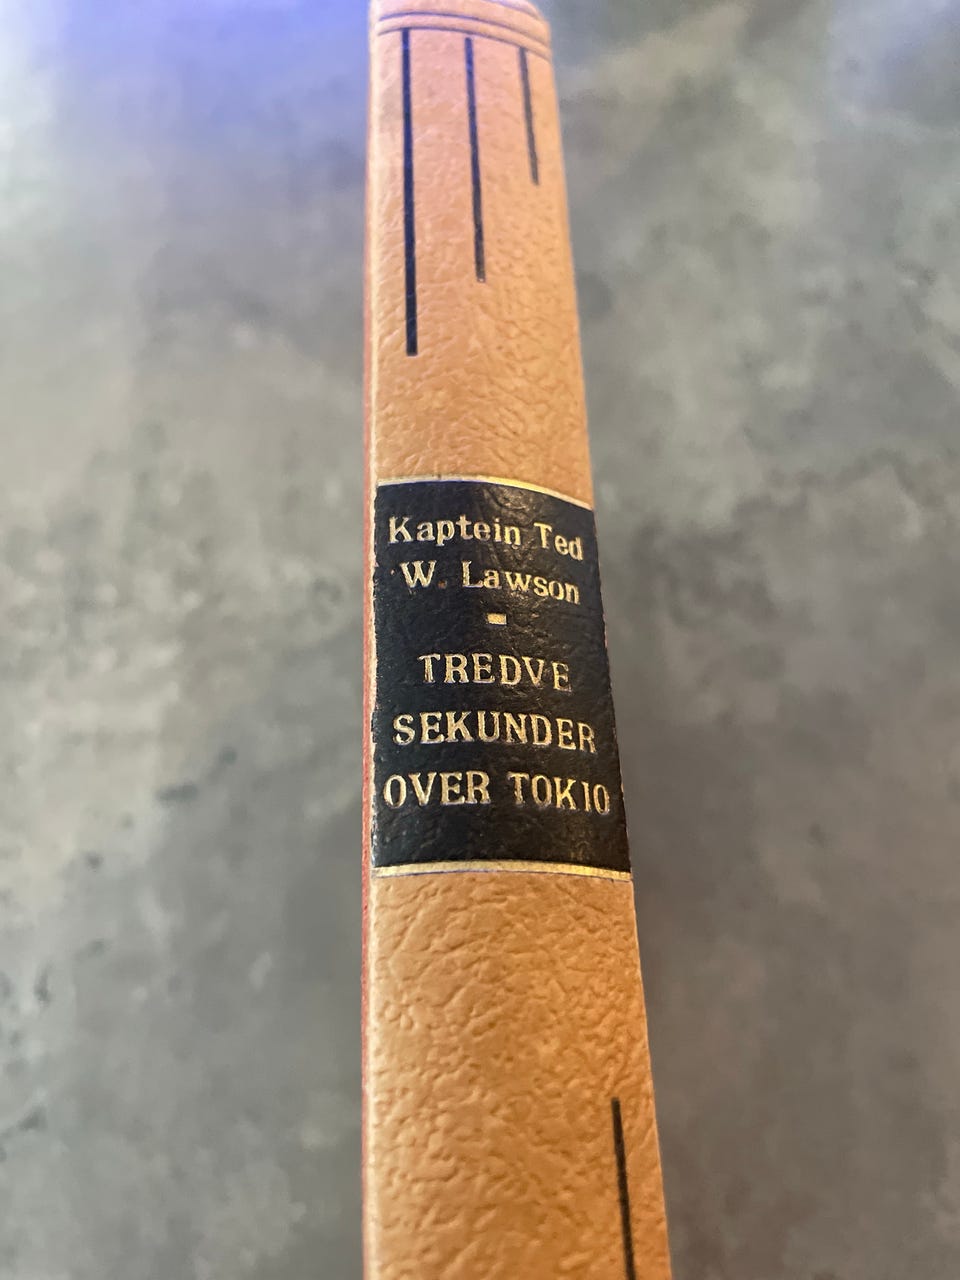 Kaptein Ted
W. Lawson
-
TREDVE
SEKUNDER
OVER TOKIO